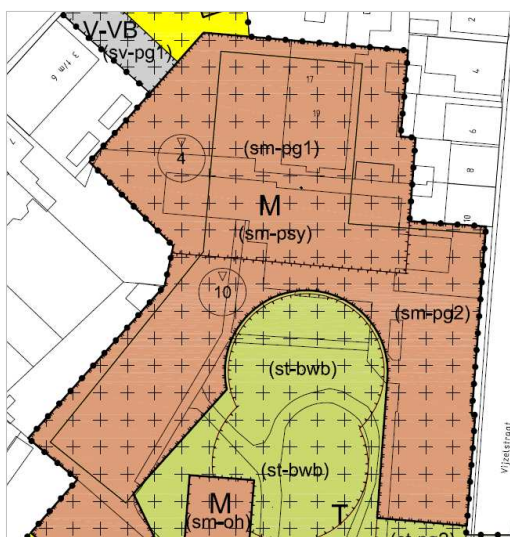 V-VB
(sv-pg1)
3 t/m 6
17
4
19
4
(sm-pg1)
6
8
M
(sm-psy)
10
10
(sm-pg2)
(st-bwb)
Vijzelstraat
(st-bwb)
M
T
(sm-oh)